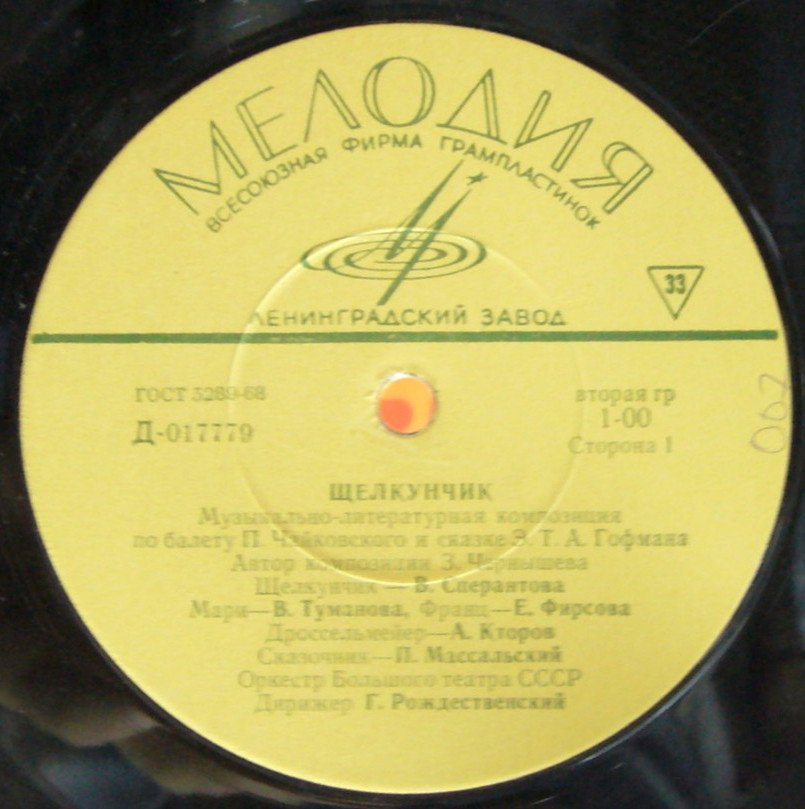 МЕЛОДИЯ
ВСЕСОЮЗНАЯ ФИРМА ГРАМПЛАСТИНОК
33
ЛЕНИНГРАДСКИЙ ЗАВОД
ГОСТ 5289-68
вторая гр
Д-017779
1-00
Сторона 1
002
ЩЕЛКУНЧИК
Музыкально-литературная композиция
по балету П. Чайковского и сказке Э. Т. А. Гофмана
Автор композиции З. Чернышева
Щелкунчик — В. Сперантова
Мари—В. Туманова, Франц—Е. Фирсова
Дроссельмейер—А. Кторов
Сказочник—П. Массальский
Оркестр Большого театра СССР
Дирижер Г. Рождественский